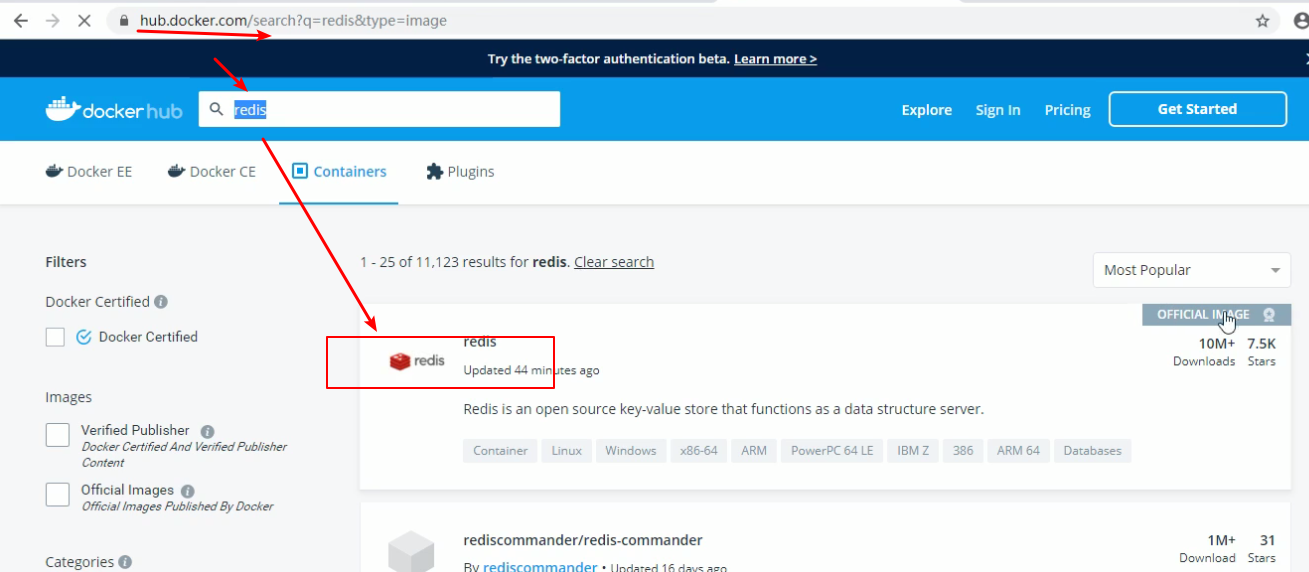 hub.docker.com/search?q=redis&type=image
Try the two-factor authentication beta. Learn more >
docker hub
redis
Explore
Sign In
Pricing
Get Started
Docker EE
Docker CE
Containers
Plugins
Filters
1 - 25 of 11,123 results for redis. Clear search
Most Popular
Docker Certified
Docker Certified
OFFICIAL IMAGE
redis
redis
Updated 44 minutes ago
10M+
Downloads
7.5K
Stars
Images
Verified Publisher
Docker Certified And Verified Publisher
Content
Redis is an open source key-value store that functions as a data structure server.
Container
Linux
Windows
x86-64
ARM
PowerPC 64 LE
IBM Z
386
ARM 64
Databases
Official Images
Official Images Published By Docker
Categories
rediscommander/redis-commander
By rediscommander • Updated 16 days ago
1M+
Download
31
Stars